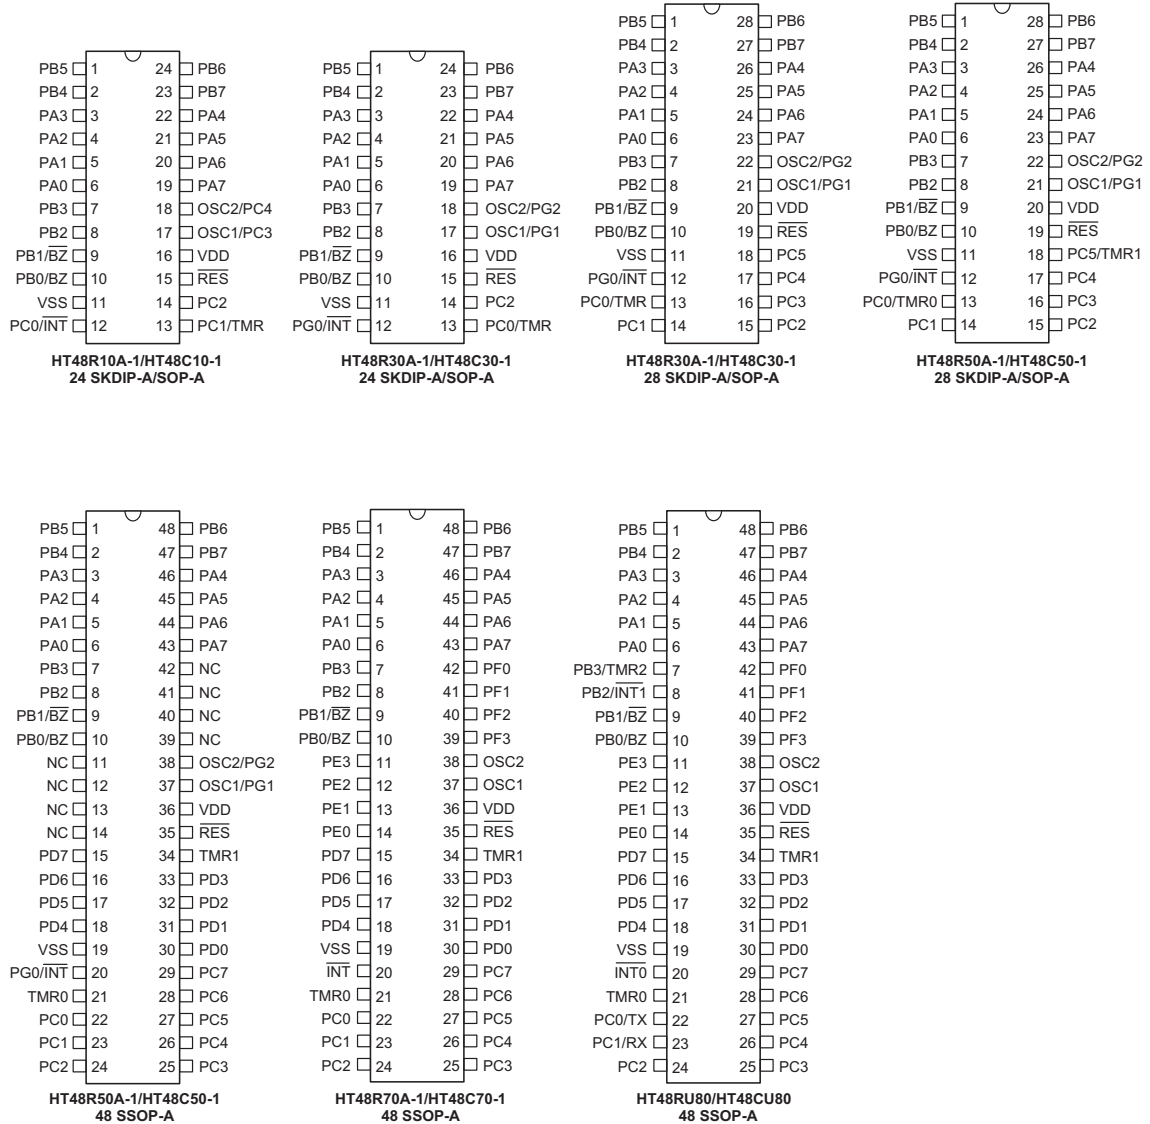 PB5 1 24 PB6
PB4 2 23 PB7
PA3 3 22 PA4
PA2 4 21 PA5
PA1 5 20 PA6
PA0 6 19 PA7
PB3 7 18 OSC2/PC4
PB2 8 17 OSC1/PC3
PB1/B̅Z̅ 9 16 VDD
PB0/BZ 10 15 R̅E̅S̅
VSS 11 14 PC2
PC0/I̅N̅T̅ 12 13 PC1/TMR
HT48R10A-1/HT48C10-1
24 SKDIP-A/SOP-A
PB5 1 24 PB6
PB4 2 23 PB7
PA3 3 22 PA4
PA2 4 21 PA5
PA1 5 20 PA6
PA0 6 19 PA7
PB3 7 18 OSC2/PG2
PB2 8 17 OSC1/PG1
PB1/B̅Z̅ 9 16 VDD
PB0/BZ 10 15 R̅E̅S̅
VSS 11 14 PC2
PG0/I̅N̅T̅ 12 13 PC0/TMR
HT48R30A-1/HT48C30-1
24 SKDIP-A/SOP-A
PB5 1 28 PB6
PB4 2 27 PB7
PA3 3 26 PA4
PA2 4 25 PA5
PA1 5 24 PA6
PA0 6 23 PA7
PB3 7 22 OSC2/PG2
PB2 8 21 OSC1/PG1
PB1/B̅Z̅ 9 20 VDD
PB0/BZ 10 19 R̅E̅S̅
VSS 11 18 PC5
PG0/I̅N̅T̅ 12 17 PC4
PC0/TMR 13 16 PC3
PC1 14 15 PC2
HT48R30A-1/HT48C30-1
28 SKDIP-A/SOP-A
PB5 1 28 PB6
PB4 2 27 PB7
PA3 3 26 PA4
PA2 4 25 PA5
PA1 5 24 PA6
PA0 6 23 PA7
PB3 7 22 OSC2/PG2
PB2 8 21 OSC1/PG1
PB1/B̅Z̅ 9 20 VDD
PB0/BZ 10 19 R̅E̅S̅
VSS 11 18 PC5/TMR1
PG0/I̅N̅T̅ 12 17 PC4
PC0/TMR0 13 16 PC3
PC1 14 15 PC2
HT48R50A-1/HT48C50-1
28 SKDIP-A/SOP-A
PB5 1 48 PB6
PB4 2 47 PB7
PA3 3 46 PA4
PA2 4 45 PA5
PA1 5 44 PA6
PA0 6 43 PA7
PB3 7 42 NC
PB2 8 41 NC
PB1/B̅Z̅ 9 40 NC
PB0/BZ 10 39 NC
NC 11 38 OSC2/PG2
NC 12 37 OSC1/PG1
NC 13 36 VDD
NC 14 35 R̅E̅S̅
PD7 15 34 TMR1
PD6 16 33 PD3
PD5 17 32 PD2
PD4 18 31 PD1
VSS 19 30 PD0
PG0/I̅N̅T̅ 20 29 PC7
TMR0 21 28 PC6
PC0 22 27 PC5
PC1 23 26 PC4
PC2 24 25 PC3
HT48R50A-1/HT48C50-1
48 SSOP-A
PB5 1 48 PB6
PB4 2 47 PB7
PA3 3 46 PA4
PA2 4 45 PA5
PA1 5 44 PA6
PA0 6 43 PA7
PB3 7 42 PF0
PB2 8 41 PF1
PB1/B̅Z̅ 9 40 PF2
PB0/BZ 10 39 PF3
PE3 11 38 OSC2
PE2 12 37 OSC1
PE1 13 36 VDD
PE0 14 35 R̅E̅S̅
PD7 15 34 TMR1
PD6 16 33 PD3
PD5 17 32 PD2
PD4 18 31 PD1
VSS 19 30 PD0
I̅N̅T̅ 20 29 PC7
TMR0 21 28 PC6
PC0 22 27 PC5
PC1 23 26 PC4
PC2 24 25 PC3
HT48R70A-1/HT48C70-1
48 SSOP-A
PB5 1 48 PB6
PB4 2 47 PB7
PA3 3 46 PA4
PA2 4 45 PA5
PA1 5 44 PA6
PA0 6 43 PA7
PB3/TMR2 7 42 PF0
PB2/I̅N̅T̅1̅ 8 41 PF1
PB1/B̅Z̅ 9 40 PF2
PB0/BZ 10 39 PF3
PE3 11 38 OSC2
PE2 12 37 OSC1
PE1 13 36 VDD
PE0 14 35 R̅E̅S̅
PD7 15 34 TMR1
PD6 16 33 PD3
PD5 17 32 PD2
PD4 18 31 PD1
VSS 19 30 PD0
I̅N̅T̅0̅ 20 29 PC7
TMR0 21 28 PC6
PC0/TX 22 27 PC5
PC1/RX 23 26 PC4
PC2 24 25 PC3
HT48RU80/HT48CU80
48 SSOP-A